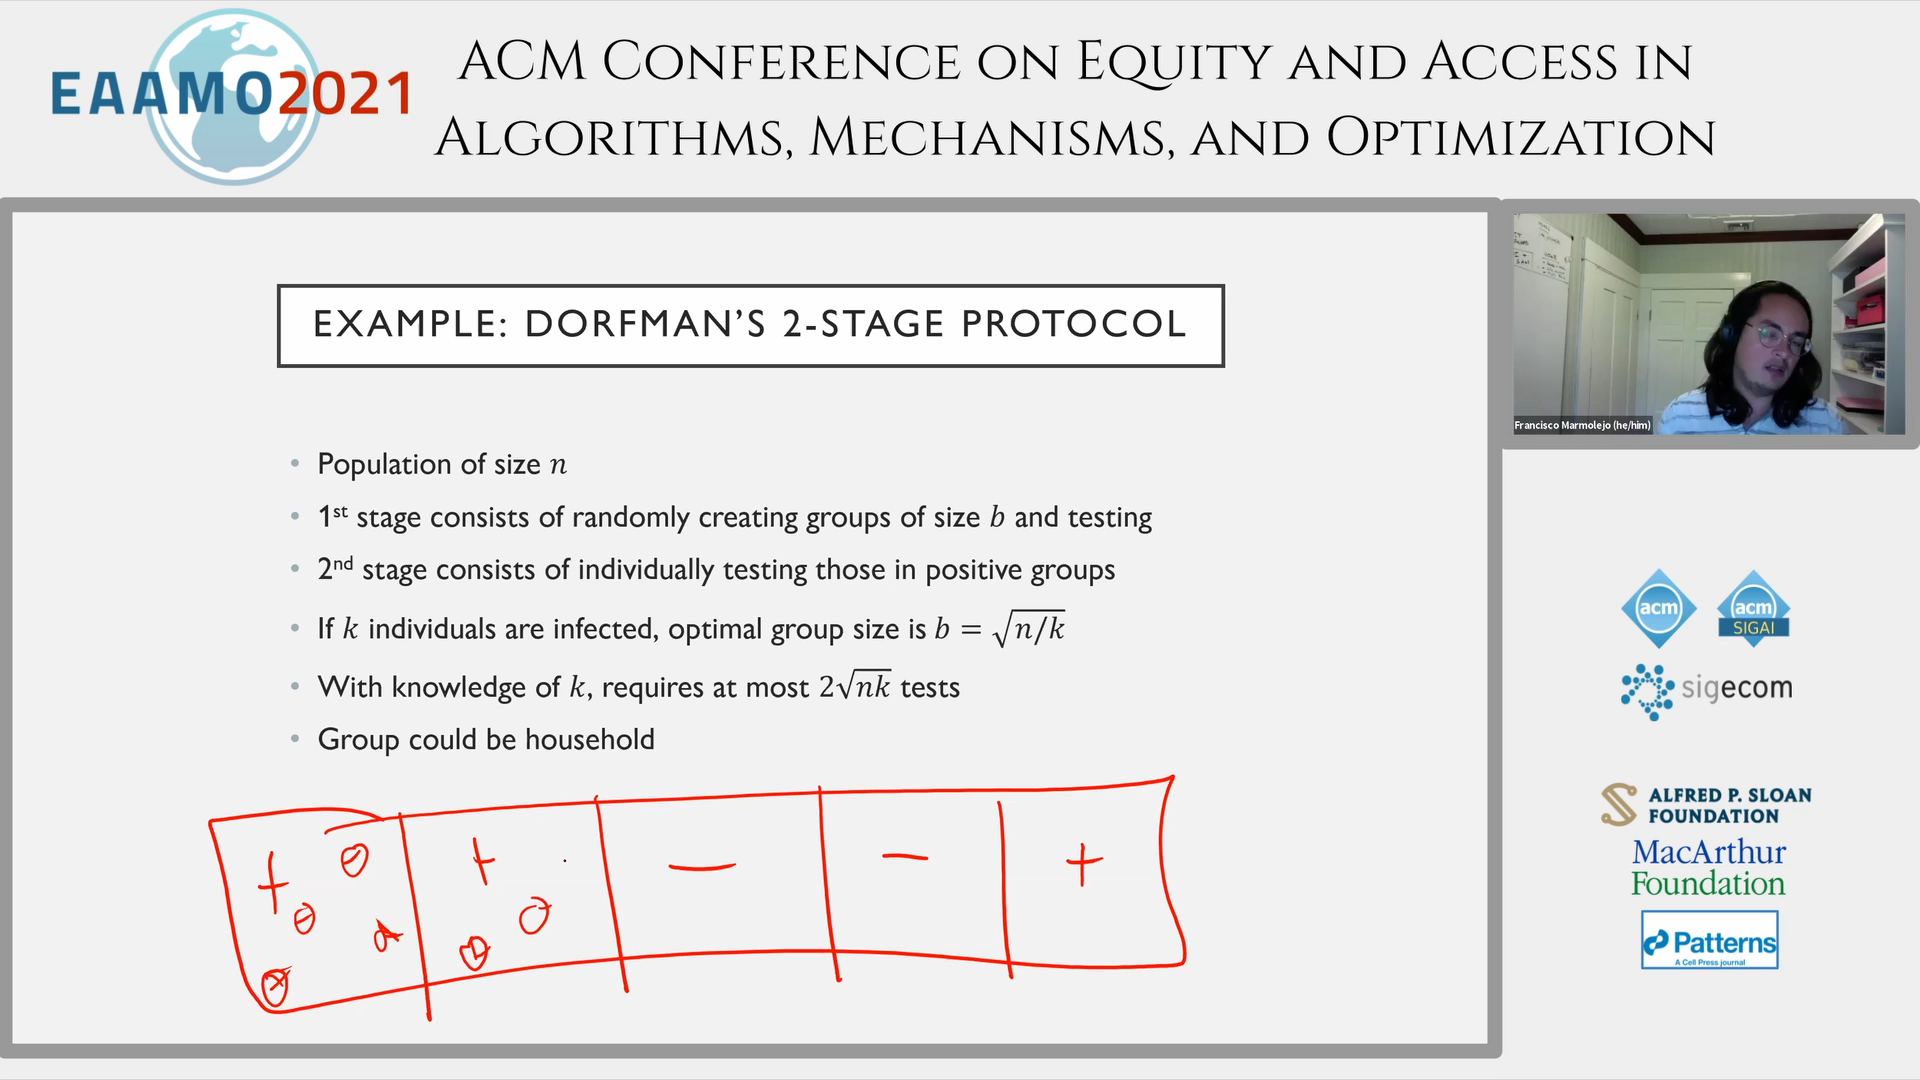 EAAMO2021
ACM Conference on Equity and Access in
Algorithms, Mechanisms, and Optimization
EXAMPLE: DORFMAN’S 2-STAGE PROTOCOL
• Population of size n
• 1st stage consists of randomly creating groups of size b and testing
• 2nd stage consists of individually testing those in positive groups
• If k individuals are infected, optimal group size is b = √n/k
• With knowledge of k, requires at most 2√nk tests
• Group could be household
+ + — — +
Francisco Marmolejo (he/him)
acm
acm
SIGAI
sigecom
ALFRED P. SLOAN
FOUNDATION
MacArthur
Foundation
Patterns
A Cell Press journal